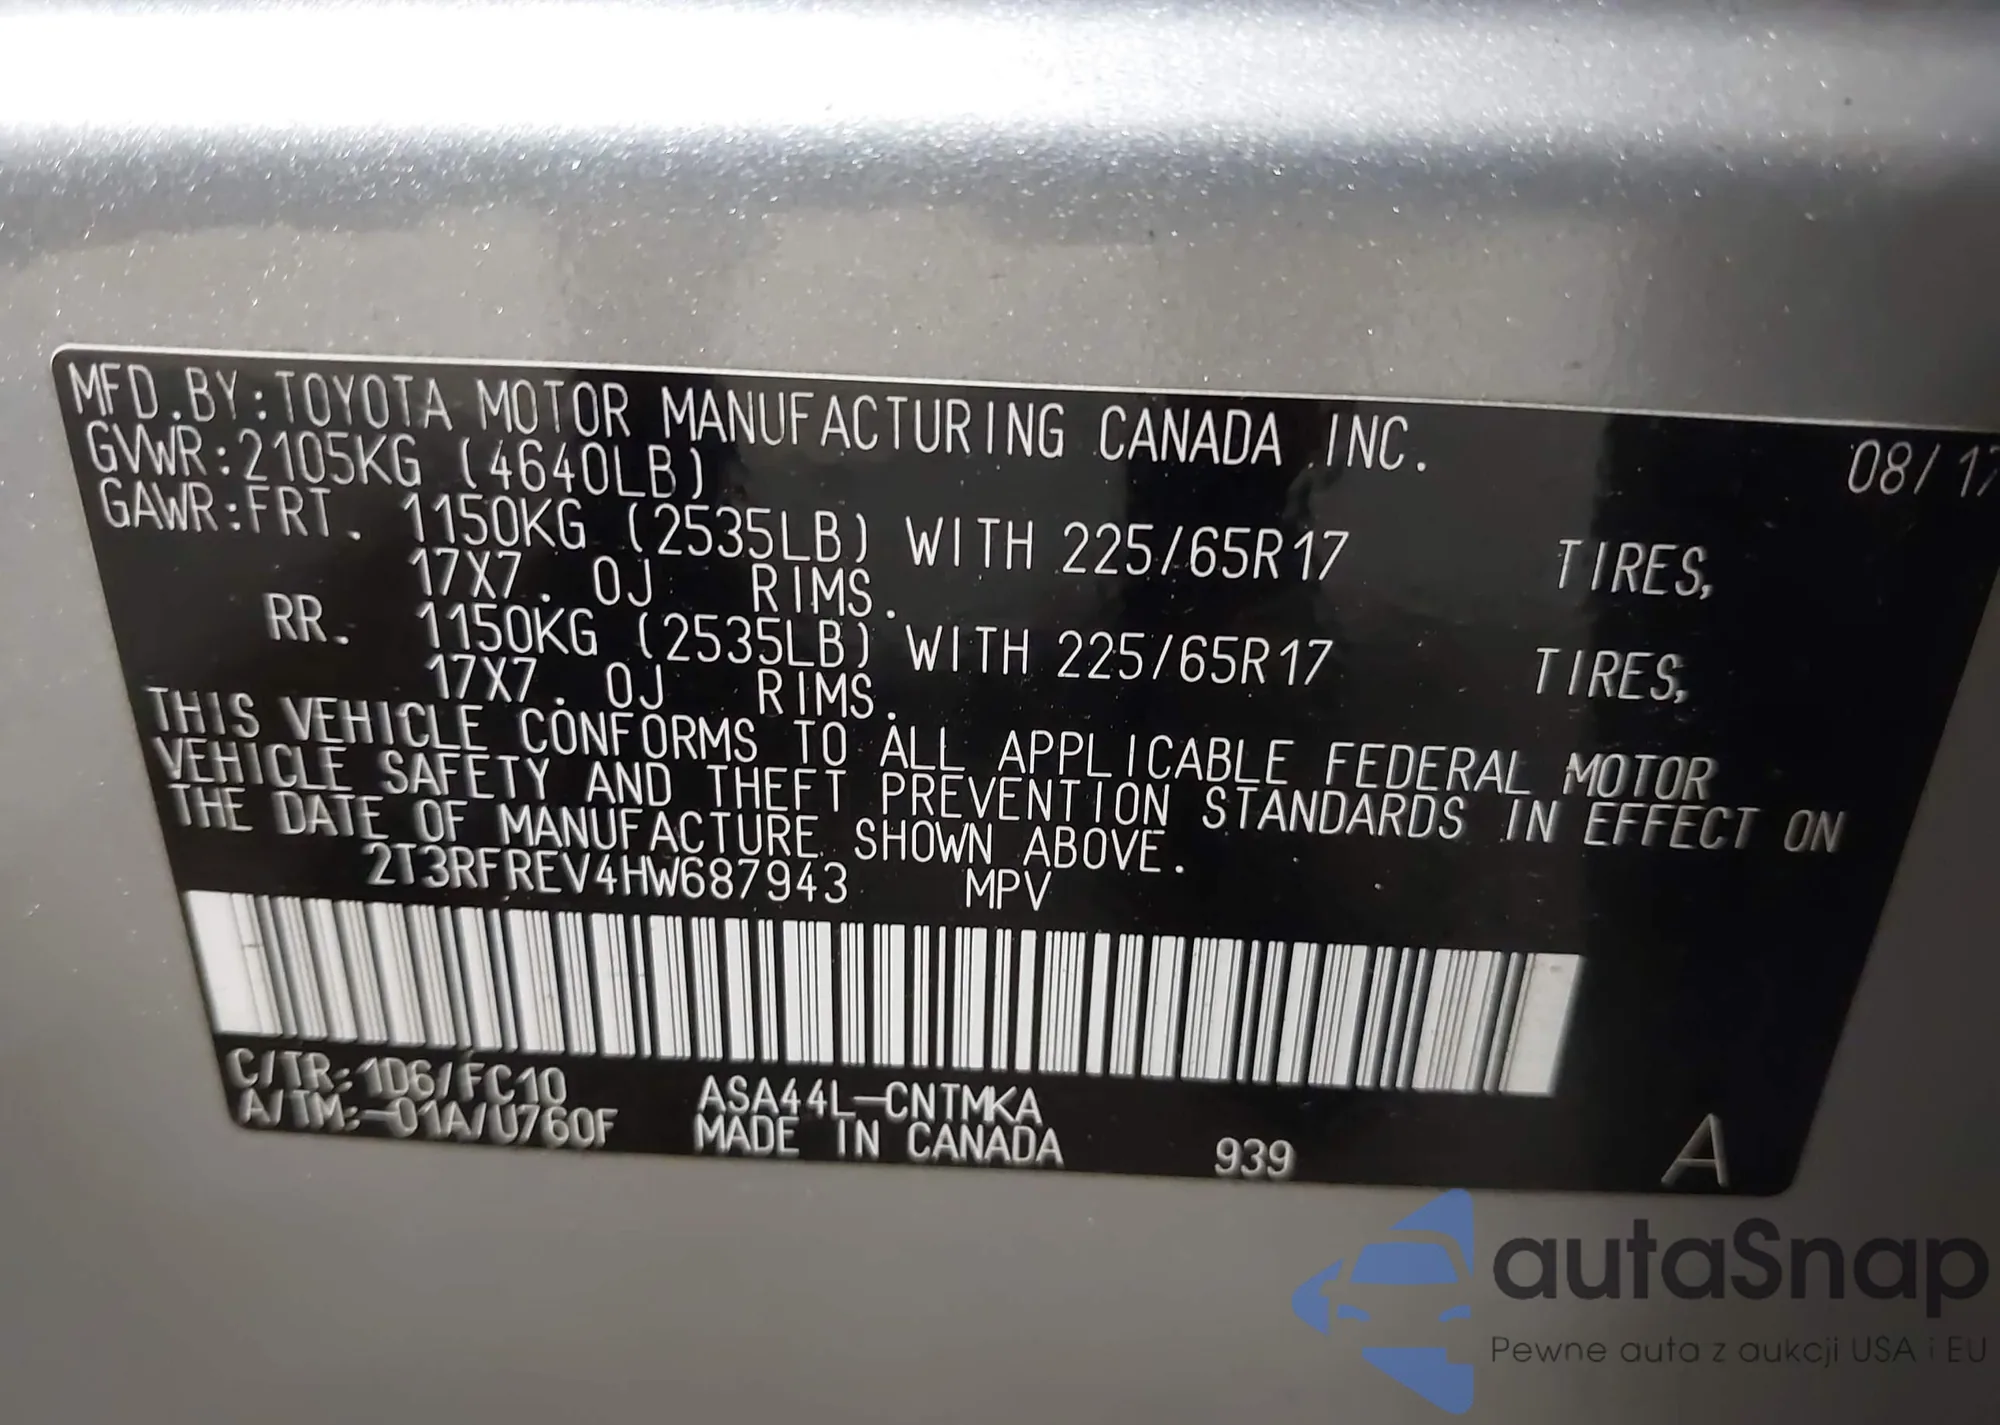 MFD.BY:TOYOTA MOTOR MANUFACTURING CANADA INC. 08/17
GVWR:2105KG (4640LB)
GAWR:FRT. 1150KG (2535LB) WITH 225/65R17 TIRES,
17X7.0J RIMS.
RR. 1150KG (2535LB) WITH 225/65R17 TIRES,
17X7.0J RIMS.
THIS VEHICLE CONFORMS TO ALL APPLICABLE FEDERAL MOTOR
VEHICLE SAFETY AND THEFT PREVENTION STANDARDS IN EFFECT ON
THE DATE OF MANUFACTURE SHOWN ABOVE.
2T3RFREV4HW687943 MPV
C/TR:1D6/FC10 ASA44L-CNTMKA
A/TM:-01A/U760F MADE IN CANADA 939 A
autaSnap
Pewne auta z aukcji USA i EU